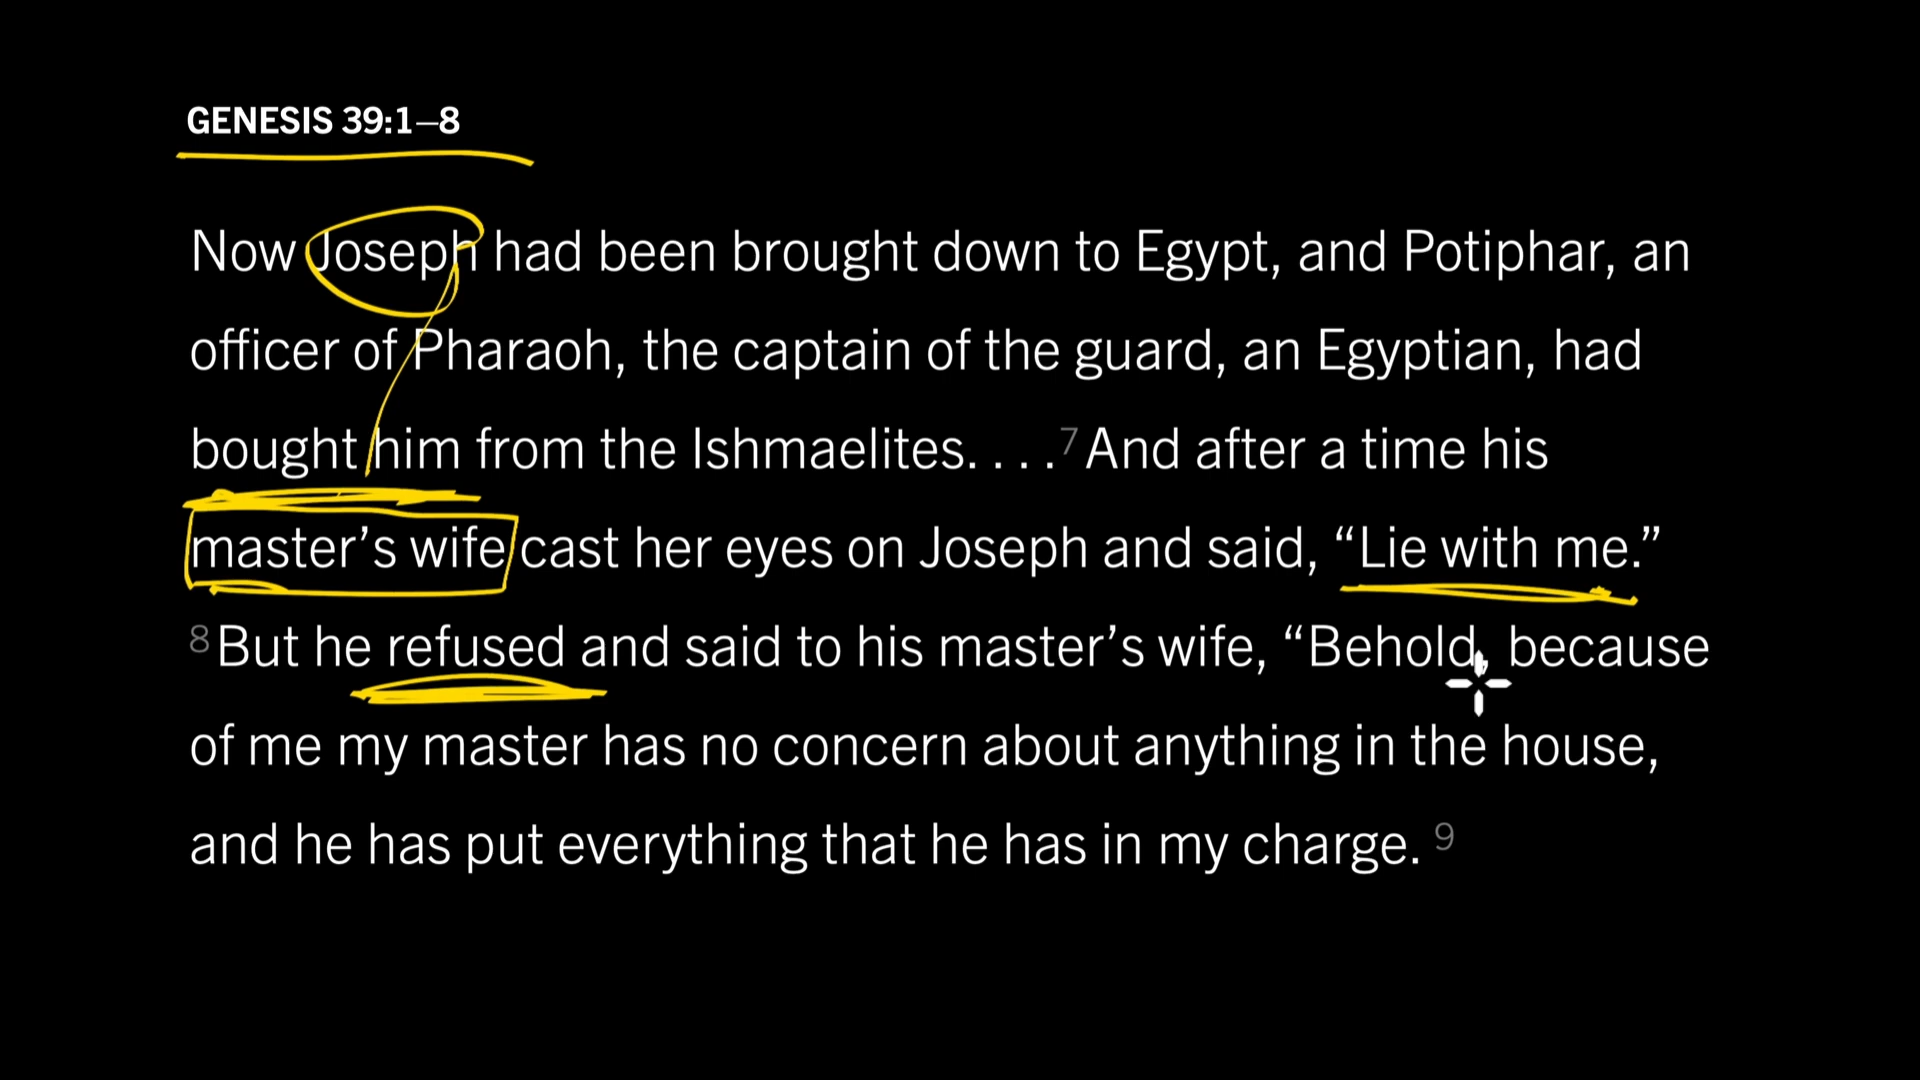 GENESIS 39:1–8
Now Joseph had been brought down to Egypt, and Potiphar, an
officer of Pharaoh, the captain of the guard, an Egyptian, had
bought him from the Ishmaelites. . . . 7 And after a time his
master’s wife cast her eyes on Joseph and said, “Lie with me.”
8 But he refused and said to his master’s wife, “Behold, because
of me my master has no concern about anything in the house,
and he has put everything that he has in my charge. 9